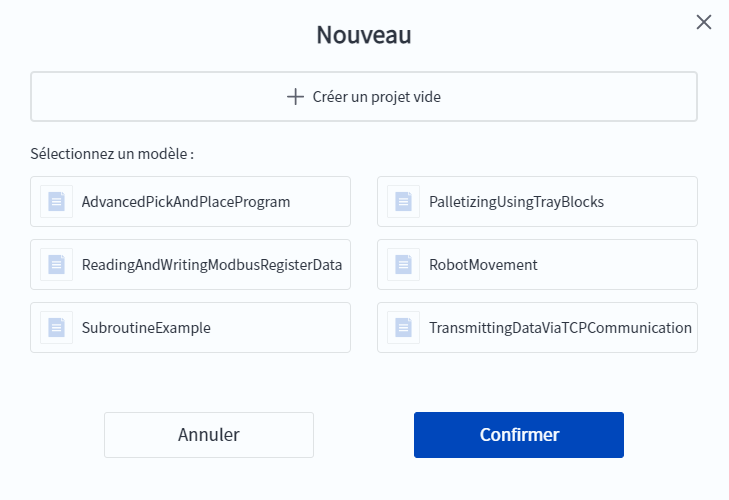 Nouveau
Créer un projet vide
Sélectionnez un modèle :
AdvancedPickAndPlaceProgram
PalletizingUsingTrayBlocks
ReadingAndWritingModbusRegisterData
RobotMovement
SubroutineExample
TransmittingDataViaTCPCommunication
Annuler
Confirmer